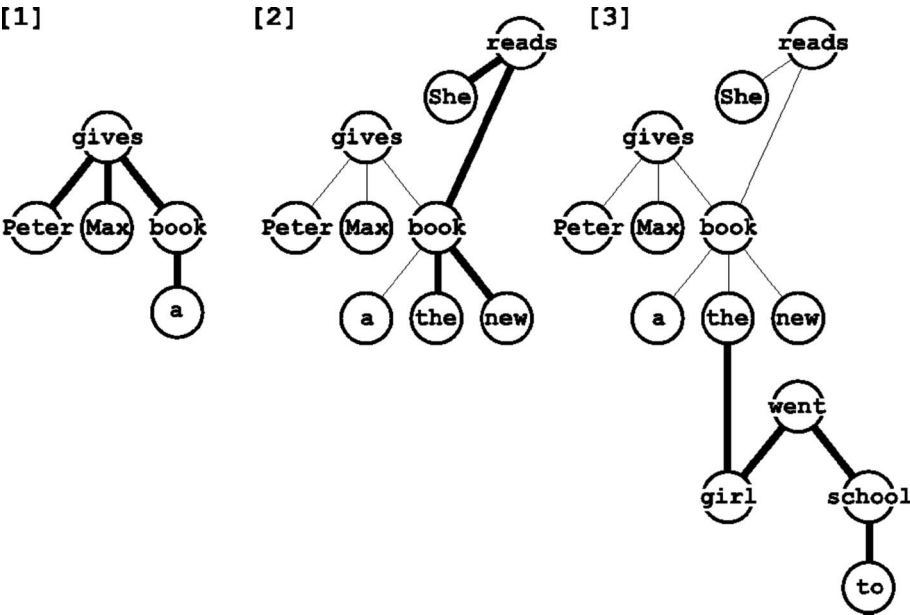 [1] [2] [3]
reads reads
She She
gives gives gives
Peter Max book Peter Max book Peter Max book
a a the new a the new
went
girl school
to